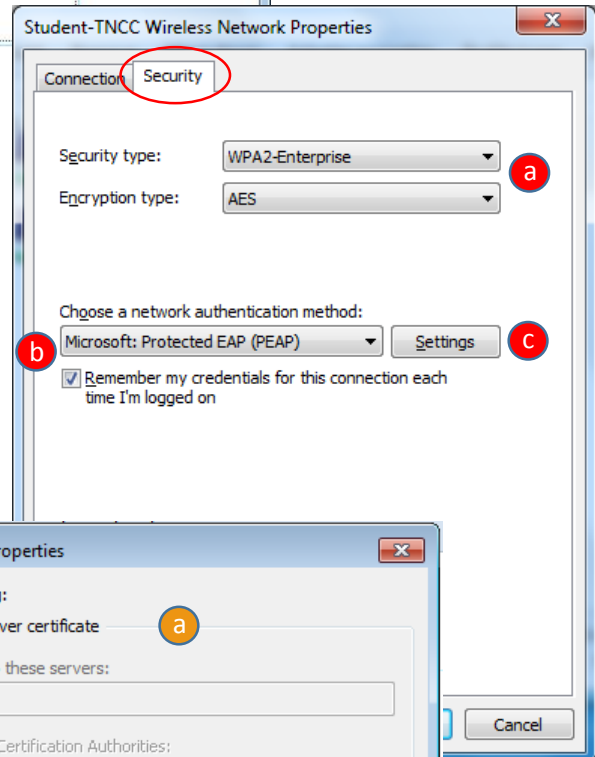 Student-TNCC Wireless Network Properties
Connection Security
Security type: WPA2-Enterprise
a
Encryption type: AES
Choose a network authentication method:
b Microsoft: Protected EAP (PEAP) Settings c
Remember my credentials for this connection each
time I'm logged on
operties
:
ver certificate a
these servers:
Certification Authorities:
Cancel